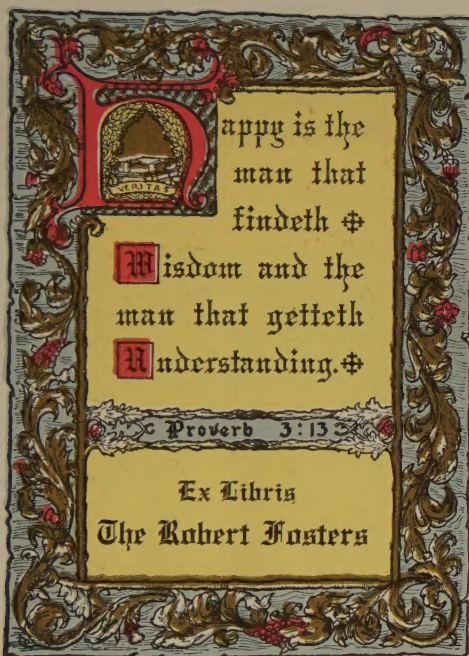 Happy is the
man that
findeth
Wisdom and the
man that getteth
Understanding.
VERITAS
Proverb 3:13
Ex Libris
The Robert Fosters